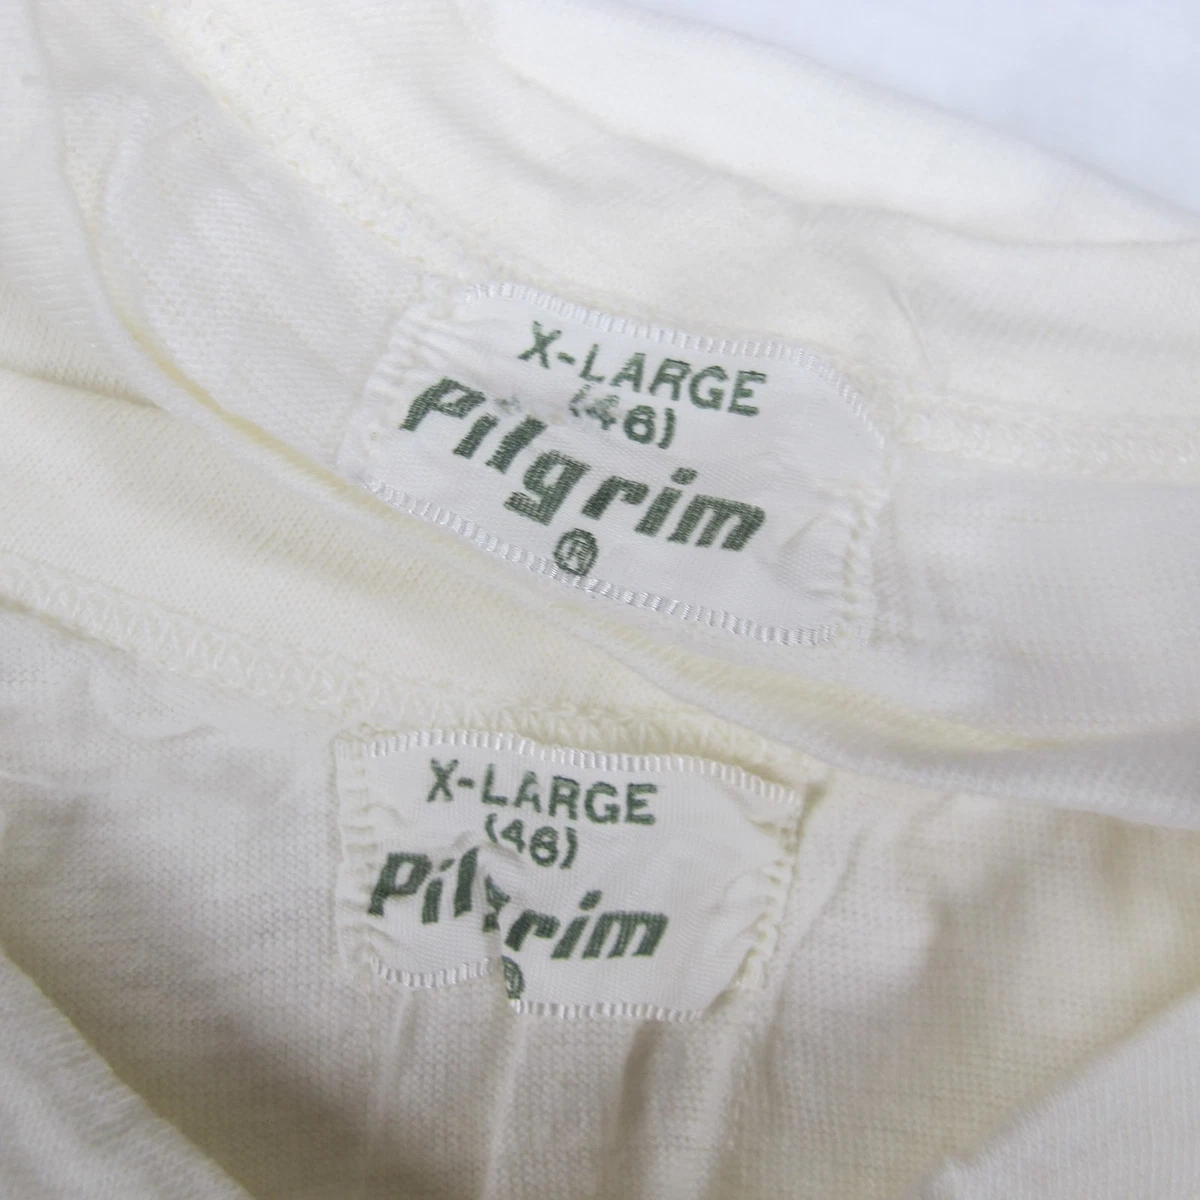 X-LARGE
(46)
Pilgrim
®
X-LARGE
(46)
Pilgrim
®